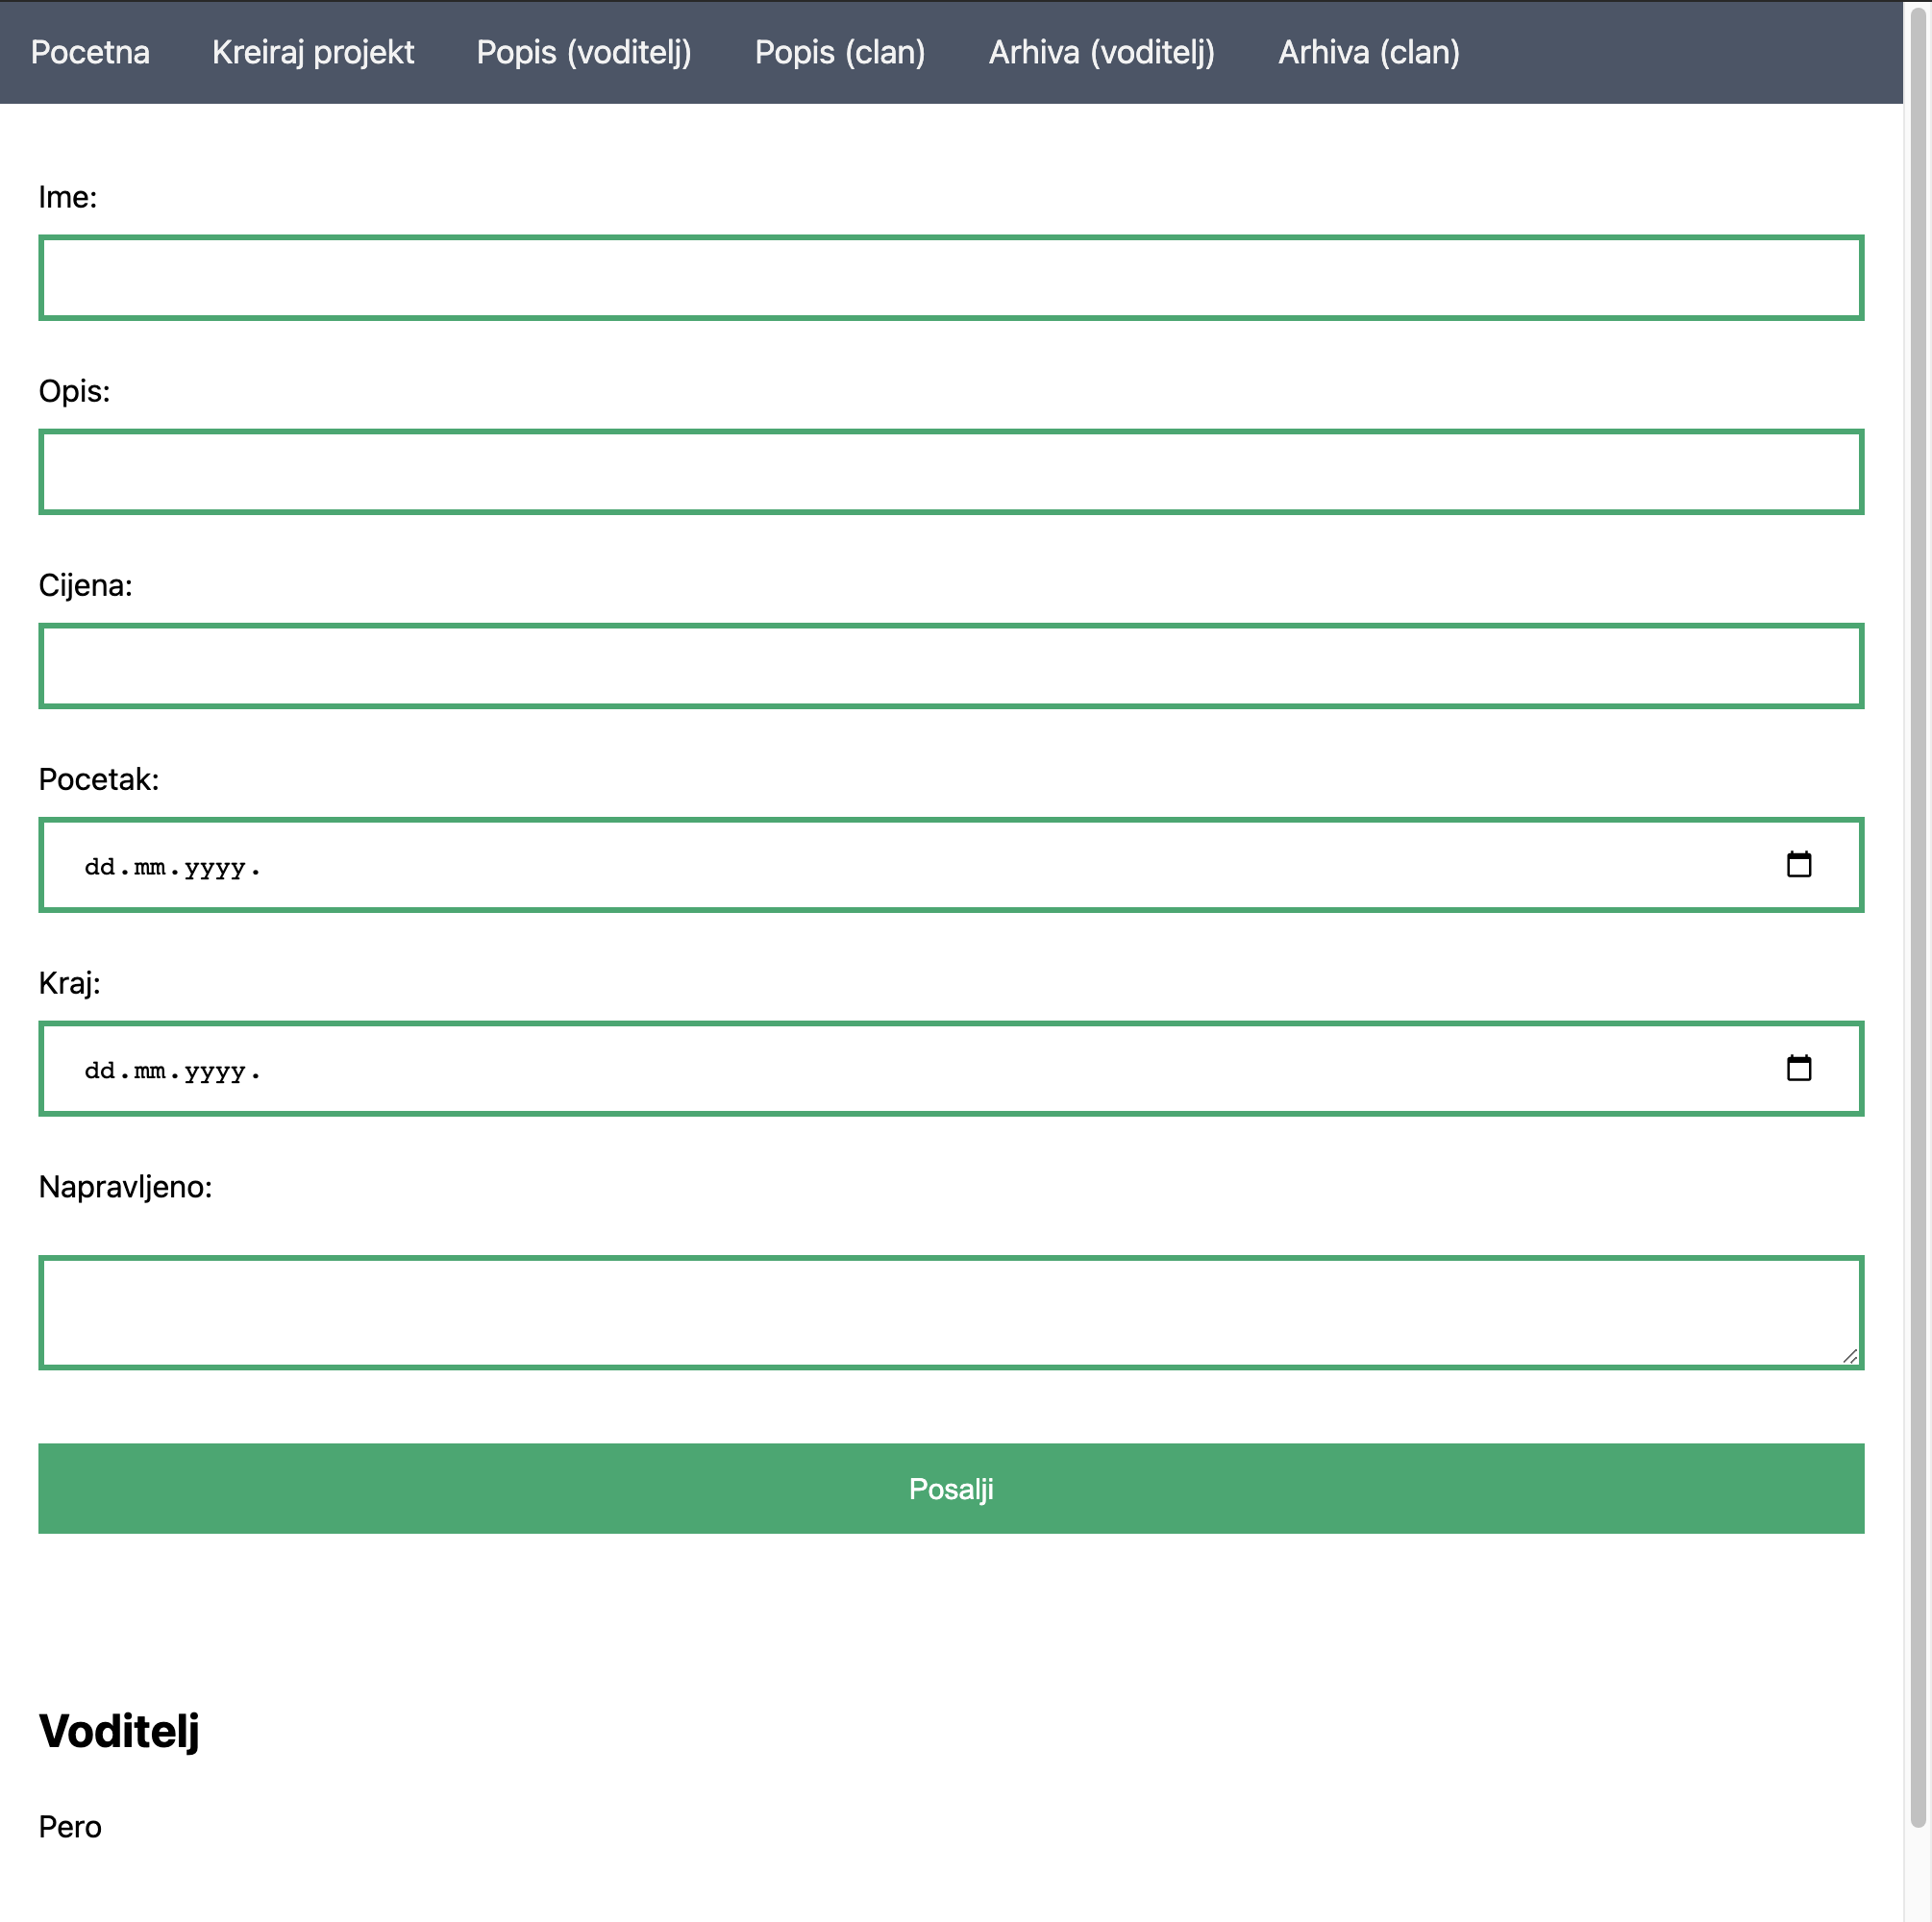 Pocetna Kreiraj projekt Popis (voditelj) Popis (clan) Arhiva (voditelj) Arhiva (clan)
Ime:
Opis:
Cijena:
Pocetak:
dd.mm.yyyy.
Kraj:
dd.mm.yyyy.
Napravljeno:
Posalji
Voditelj
Pero